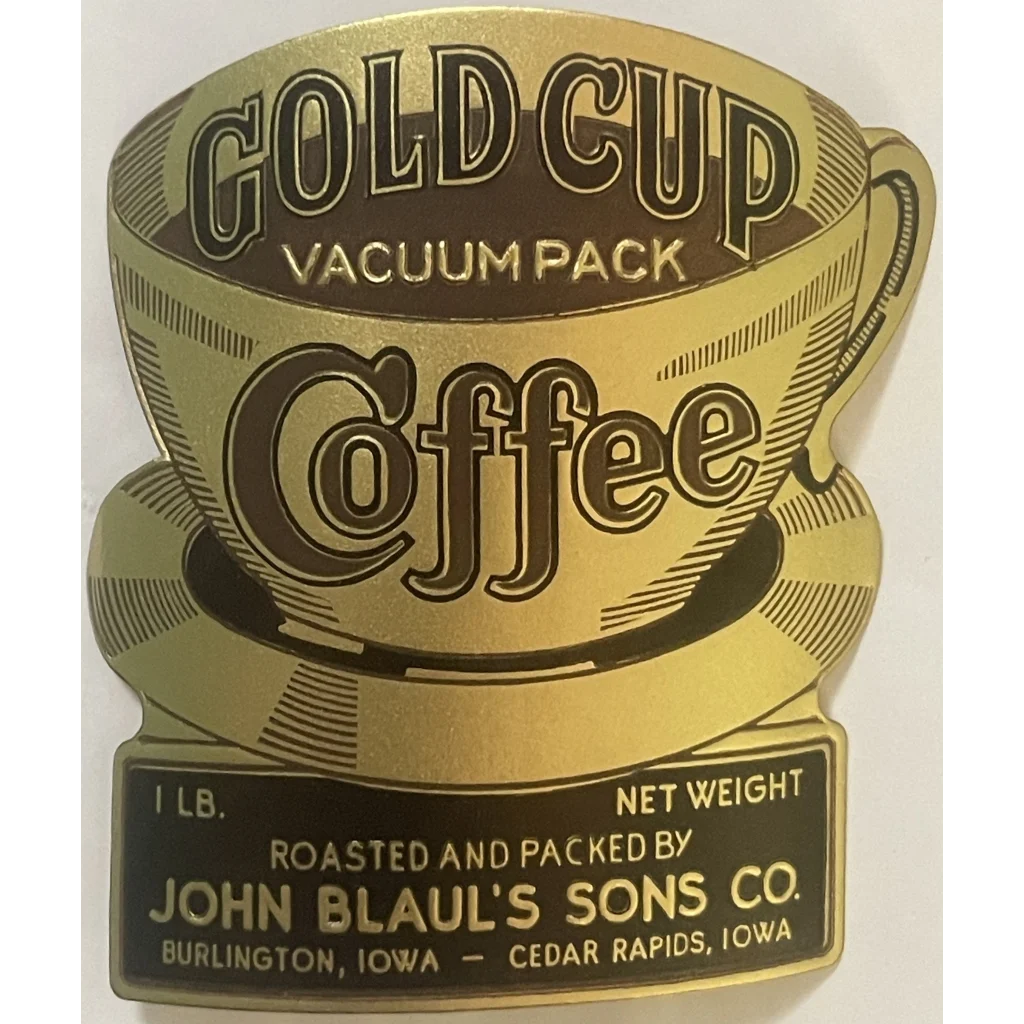 GOLD CUP
VACUUM PACK
Coffee
1 LB. NET WEIGHT
ROASTED AND PACKED BY
JOHN BLAUL'S SONS CO.
BURLINGTON, IOWA — CEDAR RAPIDS, IOWA